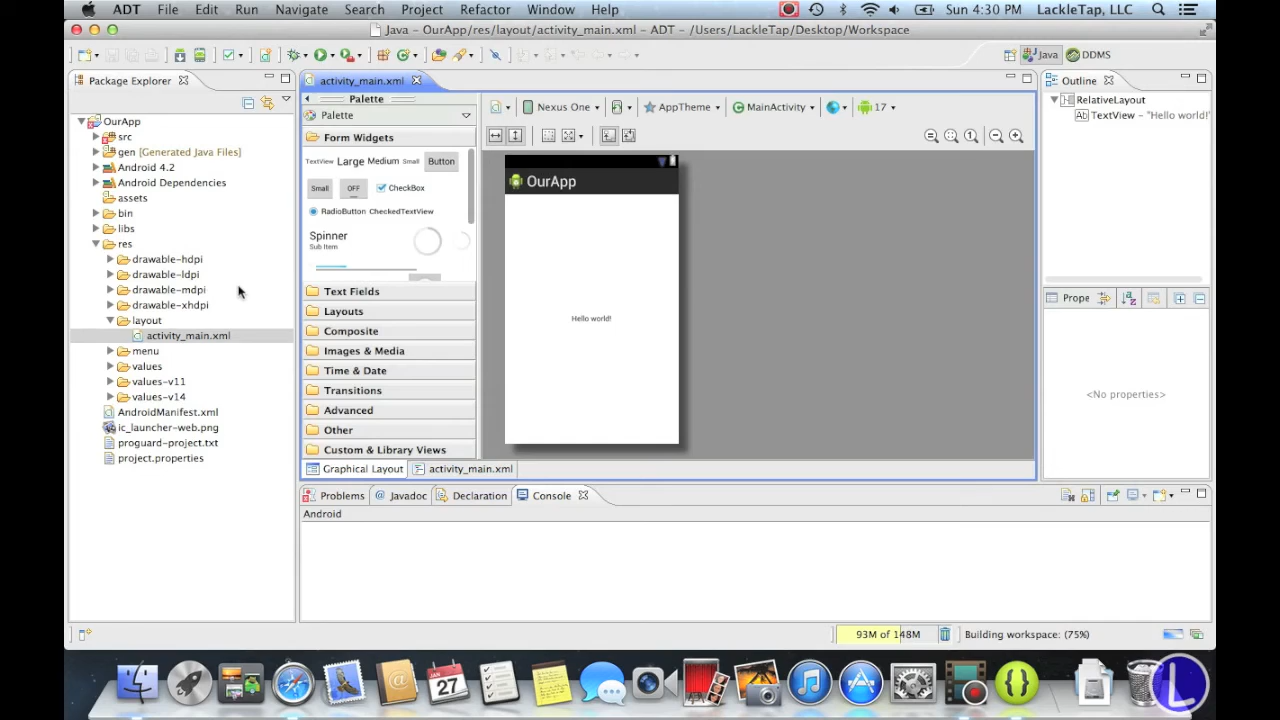 ADT File Edit Run Navigate Search Project Refactor Window Help Sun 4:30 PM LackleTap, LLC
Java - OurApp/res/layout/activity_main.xml - ADT - /Users/LackleTap/Desktop/Workspace
Java DDMS
Package Explorer
OurApp
src
gen [Generated Java Files]
Android 4.2
Android Dependencies
assets
bin
libs
res
drawable-hdpi
drawable-ldpi
drawable-mdpi
drawable-xhdpi
layout
activity_main.xml
menu
values
values-v11
values-v14
AndroidManifest.xml
ic_launcher-web.png
proguard-project.txt
project.properties
activity_main.xml
Palette
Palette
Form Widgets
TextView Large Medium Small Button
Small OFF CheckBox
RadioButton CheckedTextView
Spinner
Sub Item
Text Fields
Layouts
Composite
Images & Media
Time & Date
Transitions
Advanced
Other
Custom & Library Views
Nexus One AppTheme MainActivity 17
OurApp
Hello world!
Graphical Layout activity_main.xml
Outline
RelativeLayout
Ab TextView - "Hello world!"
Prope
<No properties>
Problems @ Javadoc Declaration Console
Android
93M of 148M Building workspace: (75%)
JAN
27
L